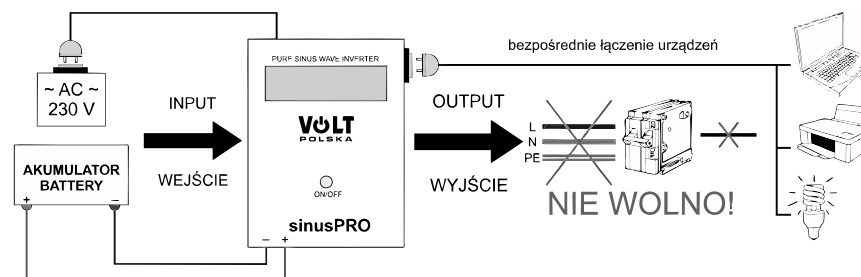 ~ AC ~
230 V
AKUMULATOR
BATTERY
+ –
INPUT
WEJŚCIE
PURE SINUS WAVE INVERTER
VOLT
POLSKA
ON/OFF
sinusPRO
– +
OUTPUT
WYJŚCIE
bezpośrednie łączenie urządzeń
L
N
PE
NIE WOLNO!